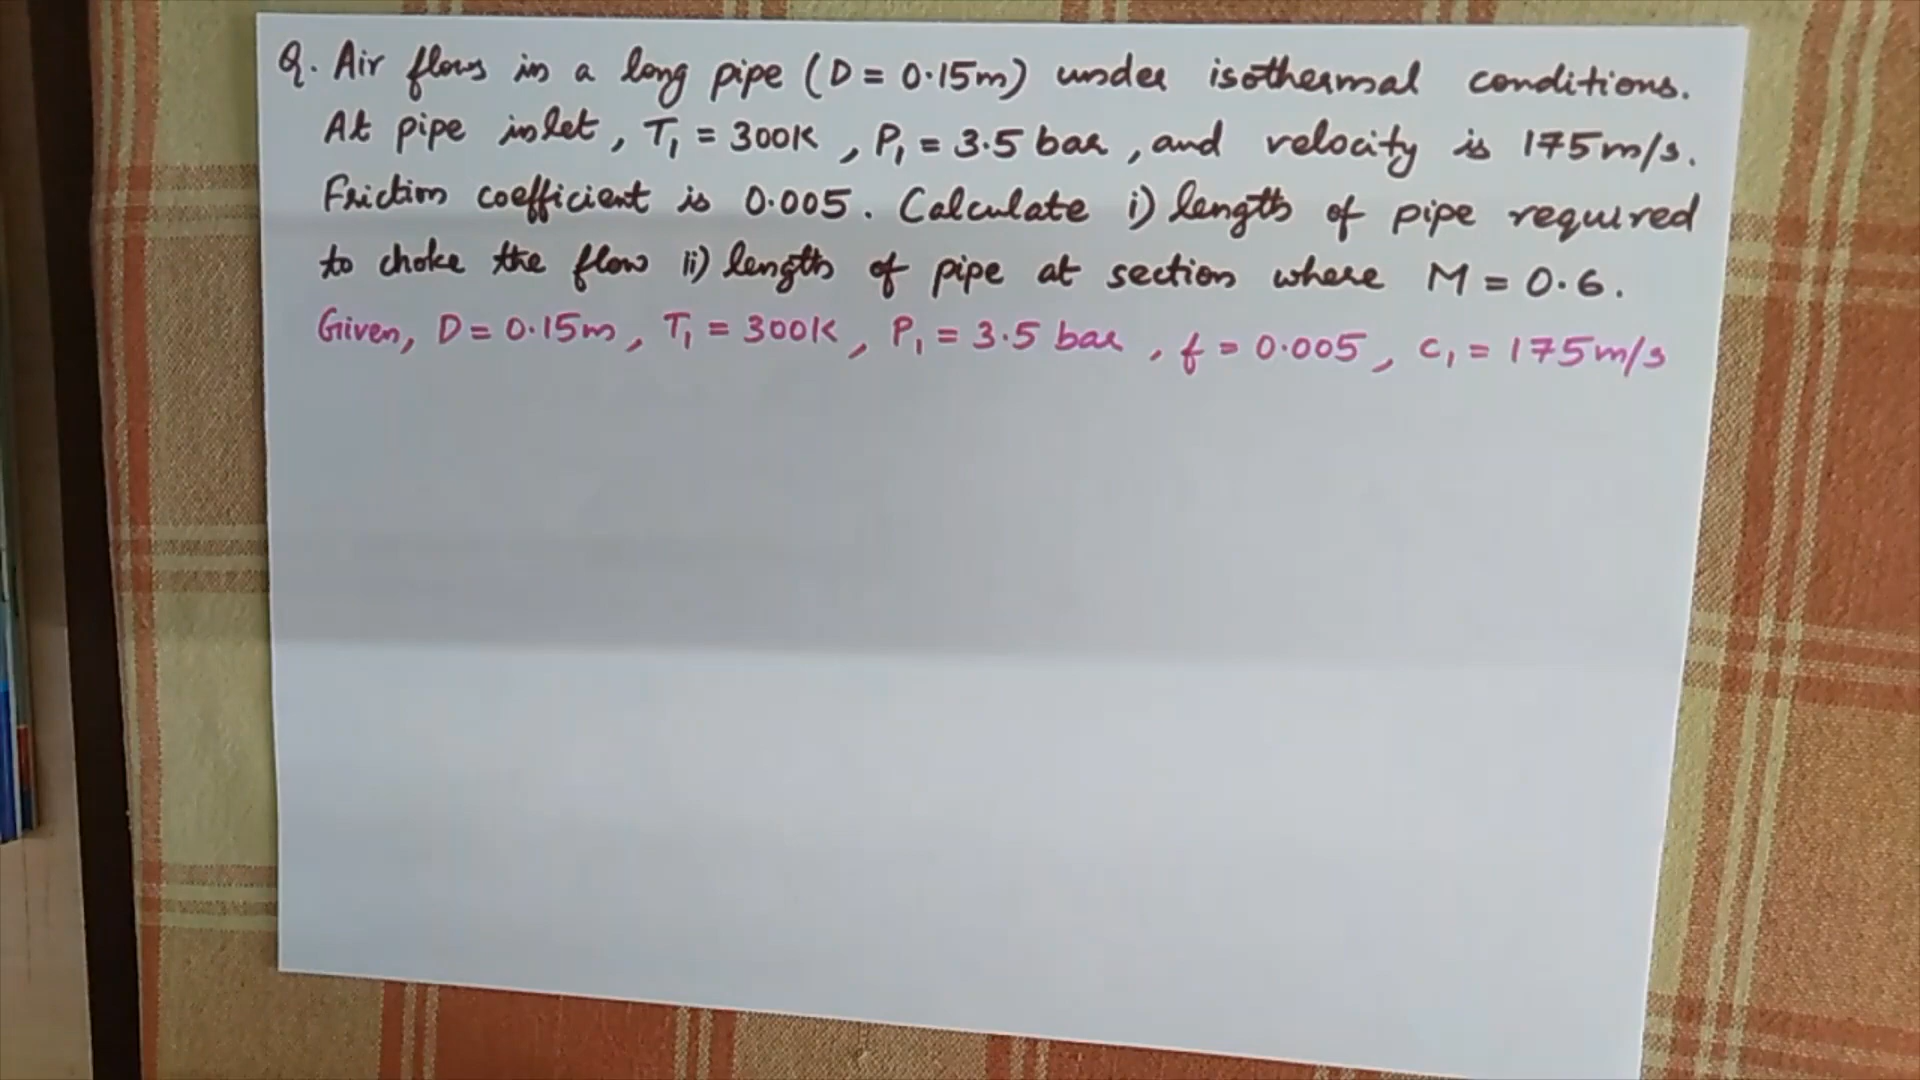 Q. Air flows in a long pipe (D = 0.15m) under isothermal conditions.
At pipe inlet, T₁ = 300K, P₁ = 3.5 bar, and velocity is 175m/s.
Friction coefficient is 0.005. Calculate i) length of pipe required
to choke the flow ii) length of pipe at section where M = 0.6.
Given, D = 0.15m, T₁ = 300K, P₁ = 3.5 bar, f = 0.005, c₁ = 175m/s